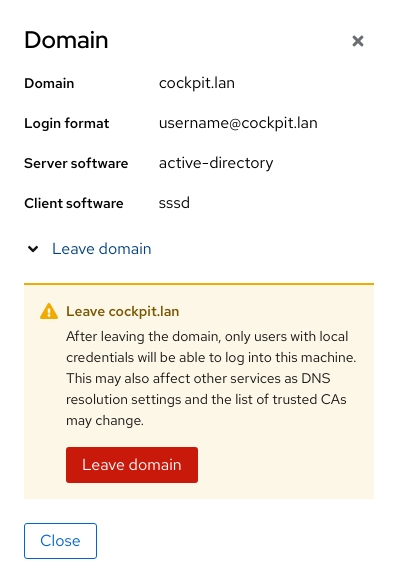 Domain
Domain cockpit.lan
Login format username@cockpit.lan
Server software active-directory
Client software sssd
Leave domain
Leave cockpit.lan
After leaving the domain, only users with local
credentials will be able to log into this machine.
This may also affect other services as DNS
resolution settings and the list of trusted CAs
may change.
Leave domain
Close